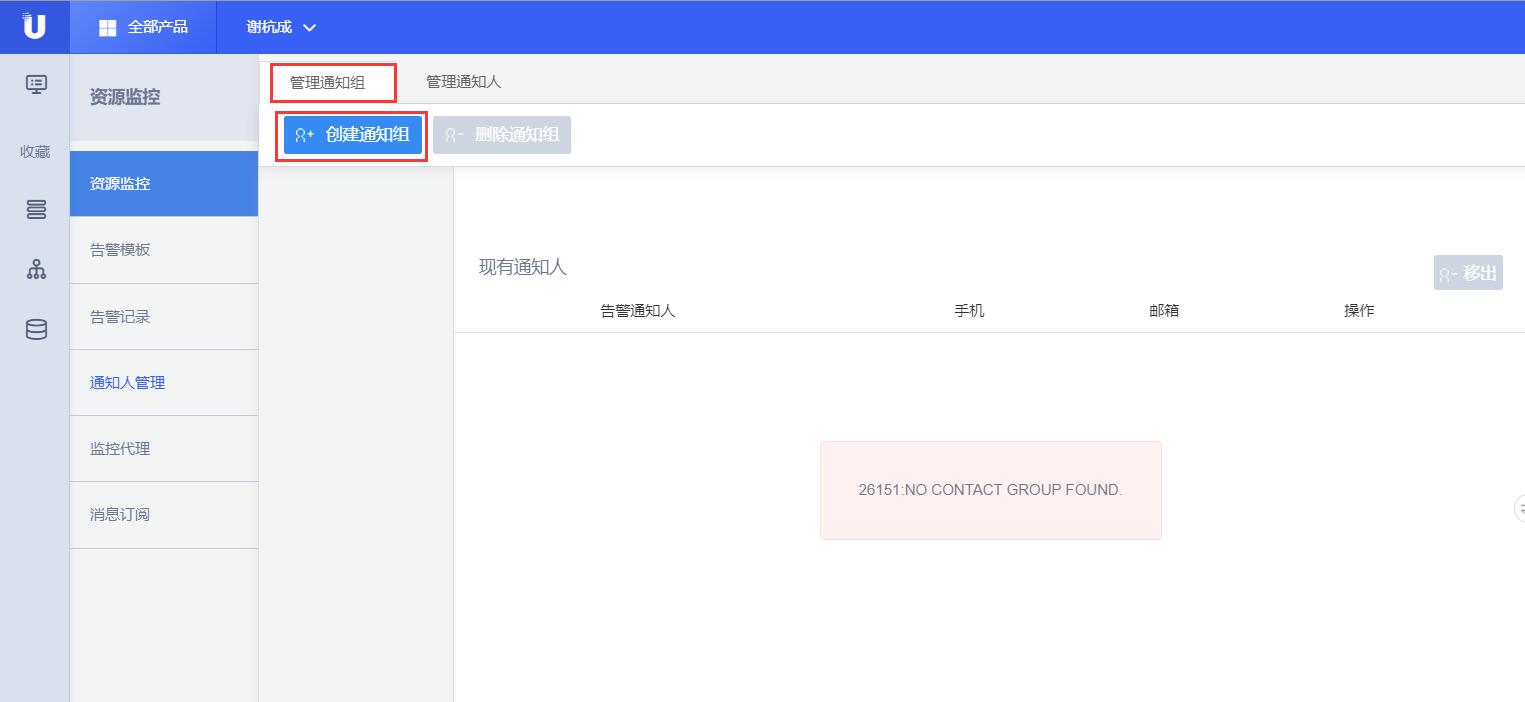 U 全部产品 谢杭成
收藏
资源监控
资源监控
告警模板
告警记录
通知人管理
监控代理
消息订阅
管理通知组 管理通知人
创建通知组 删除通知组
现有通知人
移出
告警通知人 手机 邮箱 操作
26151:NO CONTACT GROUP FOUND.